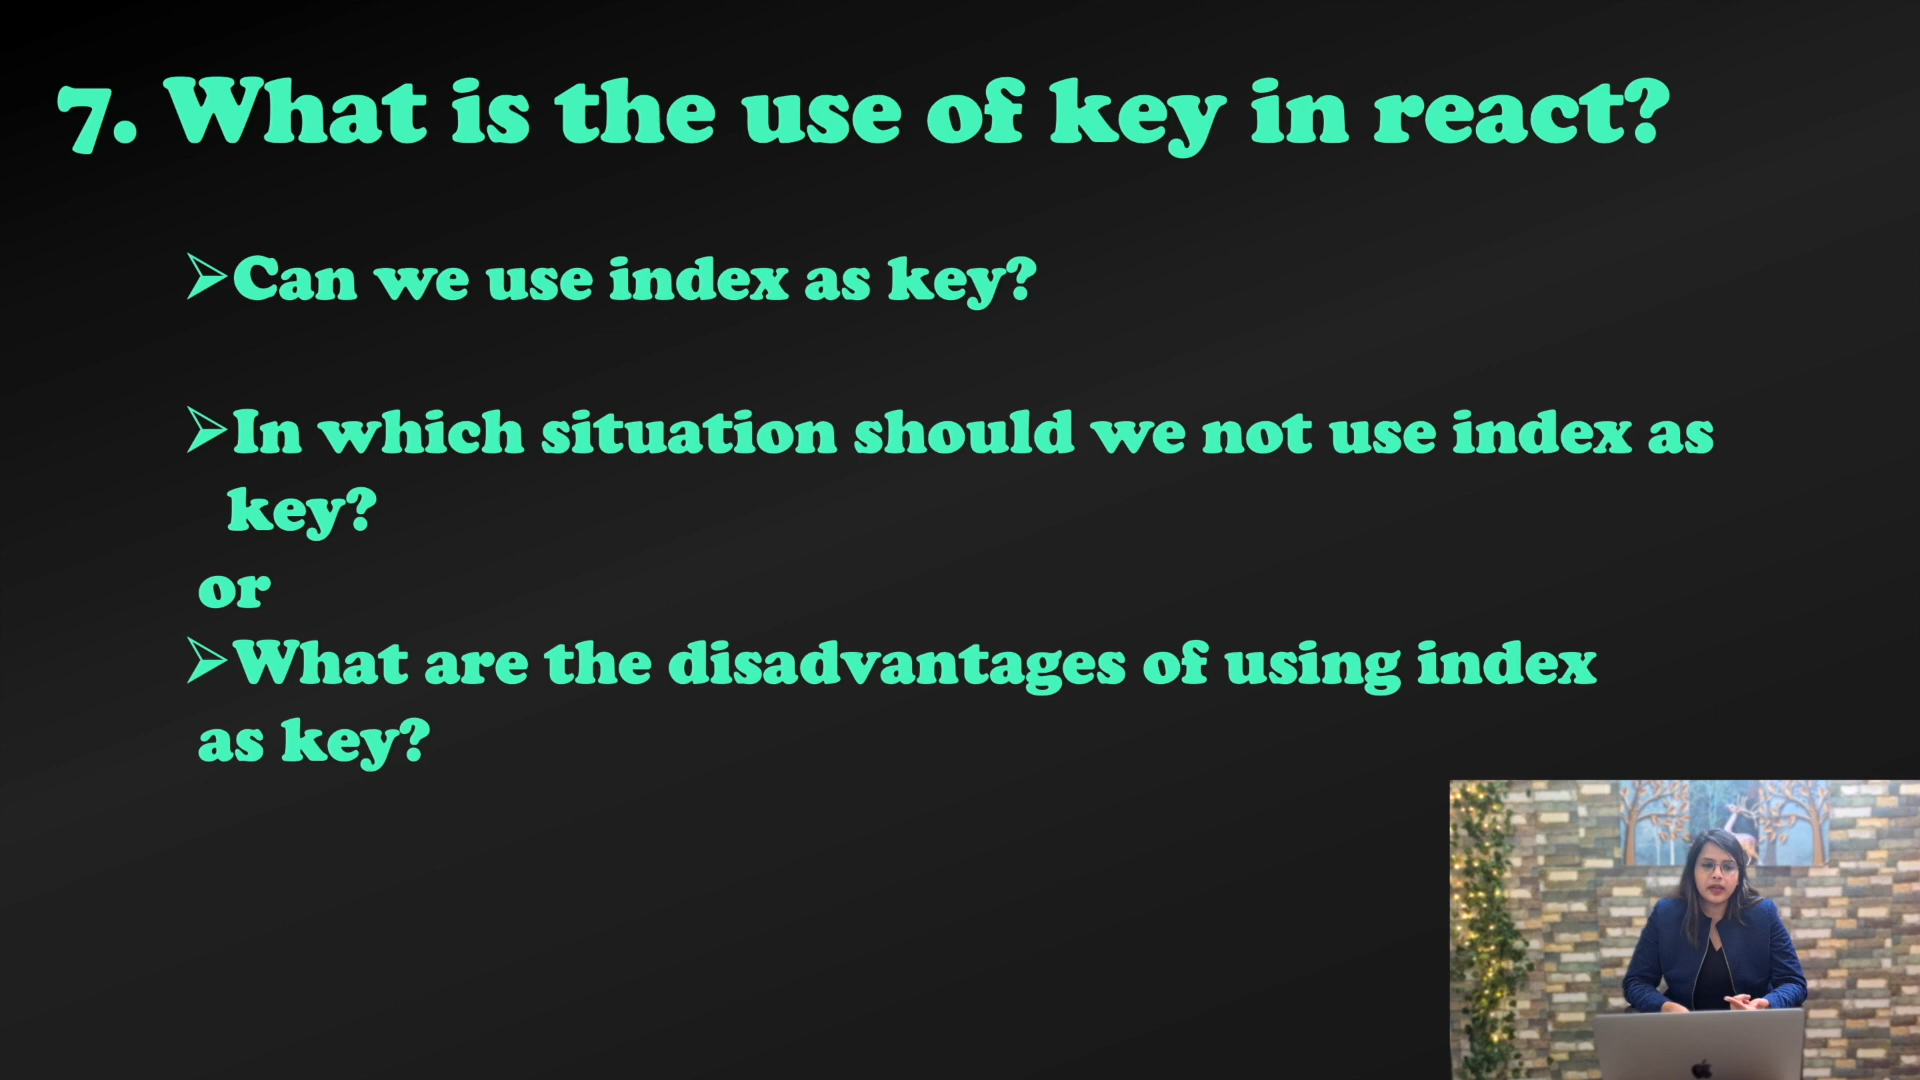 7. What is the use of key in react?
➢Can we use index as key?
➢In which situation should we not use index as
key?
or
➢What are the disadvantages of using index
as key?